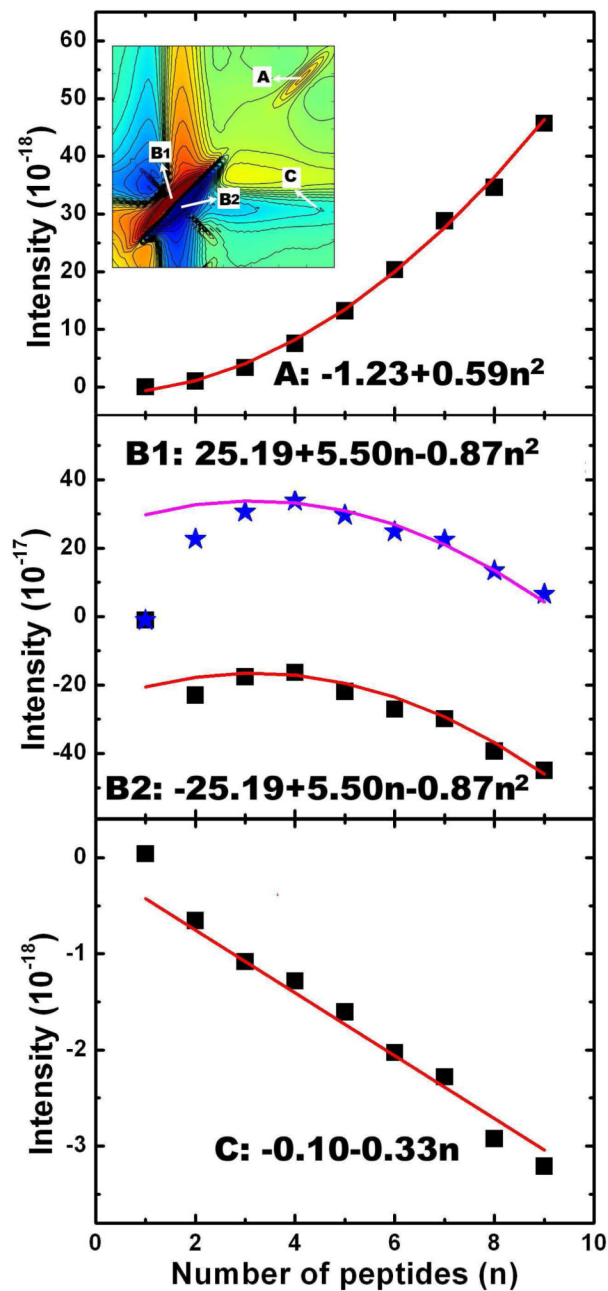 60
50
40
30
20
10
0
Intensity (10⁻¹⁸)
A
B1
B2
C
A: -1.23+0.59n²
B1: 25.19+5.50n-0.87n²
40
20
0
-20
-40
Intensity (10⁻¹⁷)
B2: -25.19+5.50n-0.87n²
0
-1
-2
-3
Intensity (10⁻¹⁸)
C: -0.10-0.33n
0 2 4 6 8 10
Number of peptides (n)